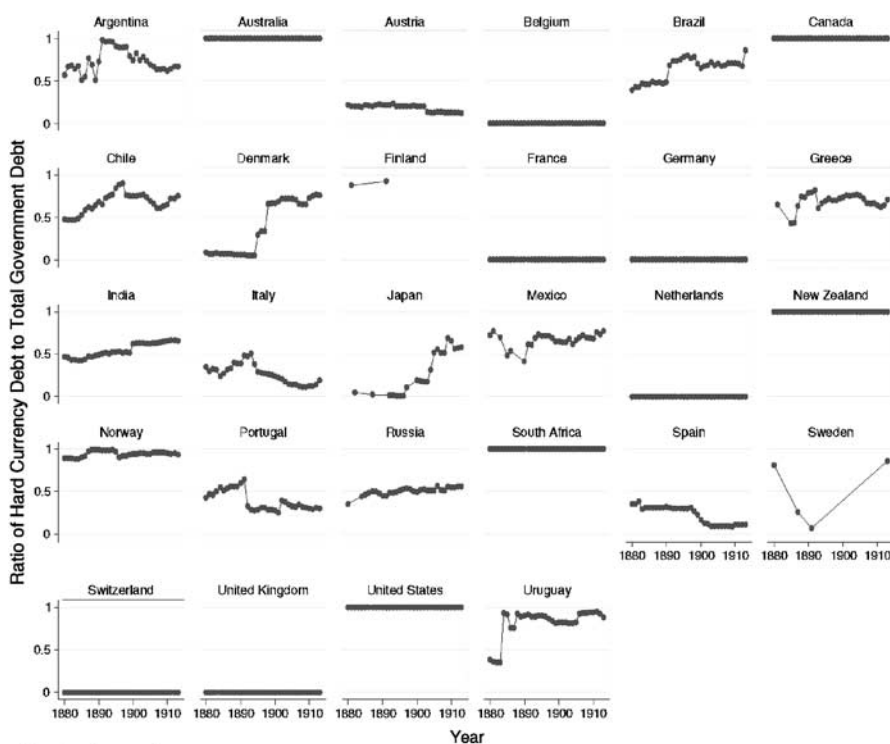 Ratio of Hard Currency Debt to Total Government Debt
Argentina Australia Austria Belgium Brazil Canada
1
0.5
0
Chile Denmark Finland France Germany Greece
1
0.5
0
India Italy Japan Mexico Netherlands New Zealand
1
0.5
0
Norway Portugal Russia South Africa Spain Sweden
1
0.5
0
1880 1890 1900 1910 1880 1890 1900 1910
Switzerland United Kingdom United States Uruguay
1
0.5
0
1880 1890 1900 1910 1880 1890 1900 1910 1880 1890 1900 1910 1880 1890 1900 1910
Year